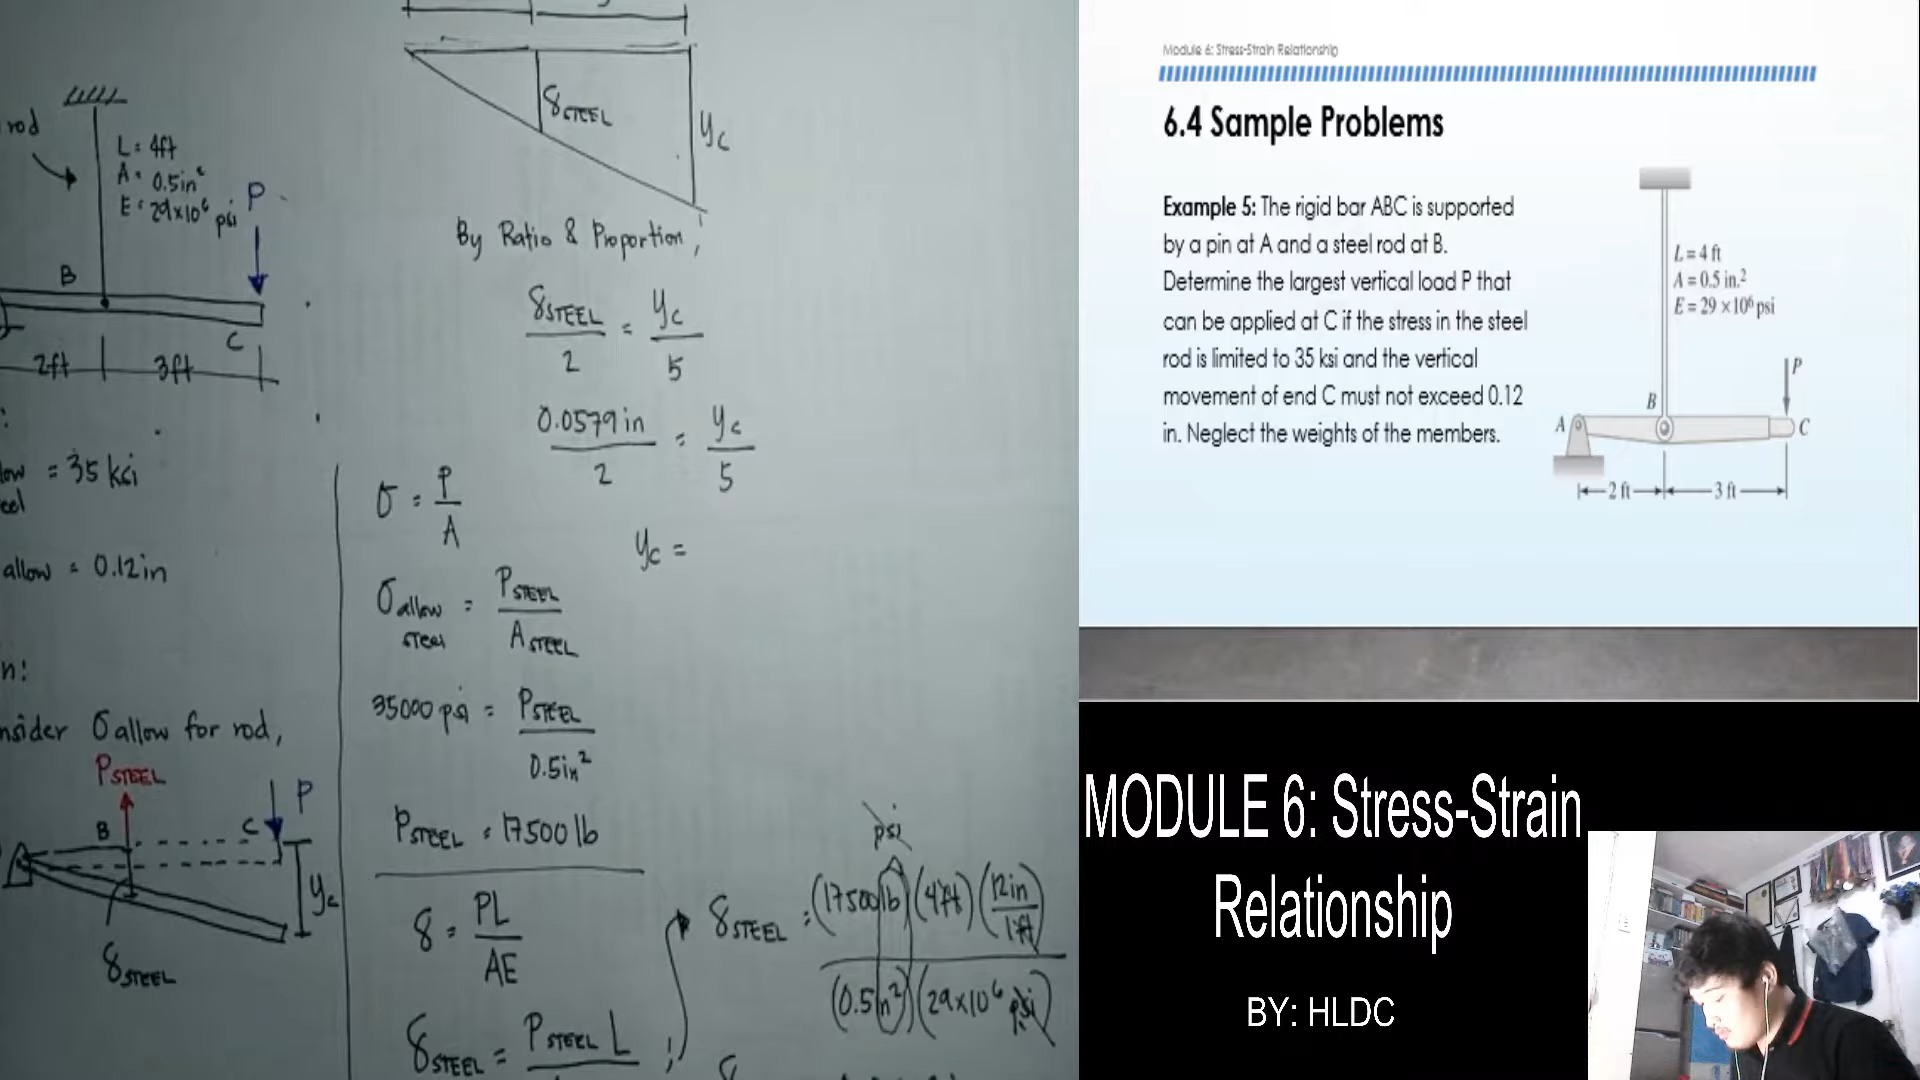 rod
L = 4ft
A = 0.5in²
E = 29x10⁶ psi
P
B
C
2ft
3ft
= 35 ksi
allow = 0.12in
n:
σallow for rod,
PSTEEL
P
B
C
yc
δSTEEL
δSTEEL
yc
By Ratio & Proportion,
δSTEEL / 2 = yc / 5
0.0579 in / 2 = yc / 5
yc =
σ = P / A
σallow steel = PSTEEL / ASTEEL
35000 psi = PSTEEL / 0.5in²
PSTEEL = 17500 lb
δ = PL / AE
δSTEEL = PSTEEL L
psi
δSTEEL = (17500 lb)(4ft)(12in / 1ft) / (0.5in²)(29x10⁶ psi)
Module 6: Stress-Strain Relationship
6.4 Sample Problems
Example 5: The rigid bar ABC is supported
by a pin at A and a steel rod at B.
Determine the largest vertical load P that
can be applied at C if the stress in the steel
rod is limited to 35 ksi and the vertical
movement of end C must not exceed 0.12
in. Neglect the weights of the members.
L = 4 ft
A = 0.5 in.²
E = 29 ×10⁶ psi
P
B
A
C
2 ft
3 ft
MODULE 6: Stress-Strain
Relationship
BY: HLDC